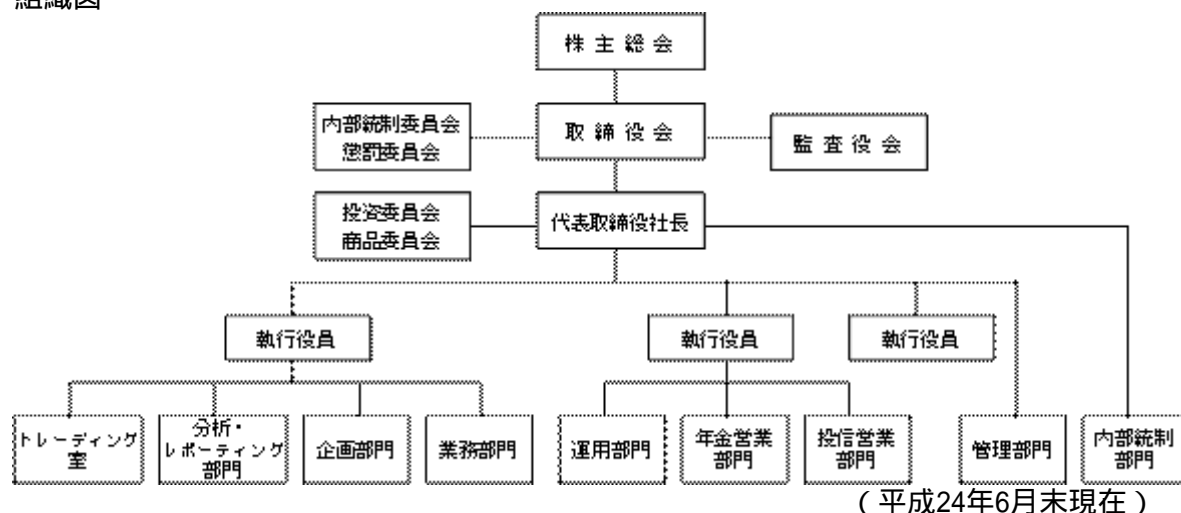 組織図
株主総会
内部統制委員会
懲罰委員会
取締役会
監査役会
投資委員会
商品委員会
代表取締役社長
執行役員
執行役員
執行役員
トレーディング
室
分析・
レポーティング
部門
企画部門
業務部門
運用部門
年金営業
部門
投信営業
部門
管理部門
内部統制
部門
(平成24年6月末現在)